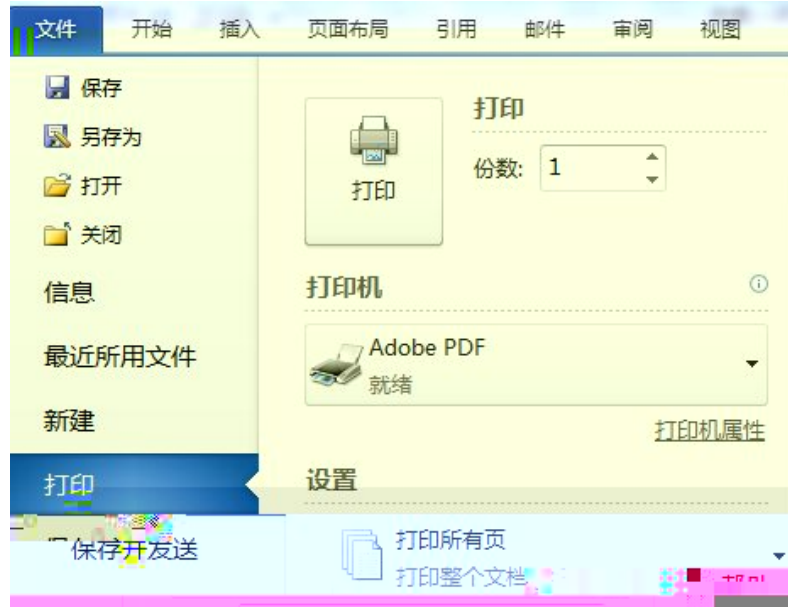 文件 开始 插入 页面布局 引用 邮件 审阅 视图
保存
另存为
打开
关闭
信息
最近所用文件
新建
打印
保存并发送
打印
打印
份数: 1
打印机
Adobe PDF
就绪
打印机属性
设置
打印所有页
打印整个文档